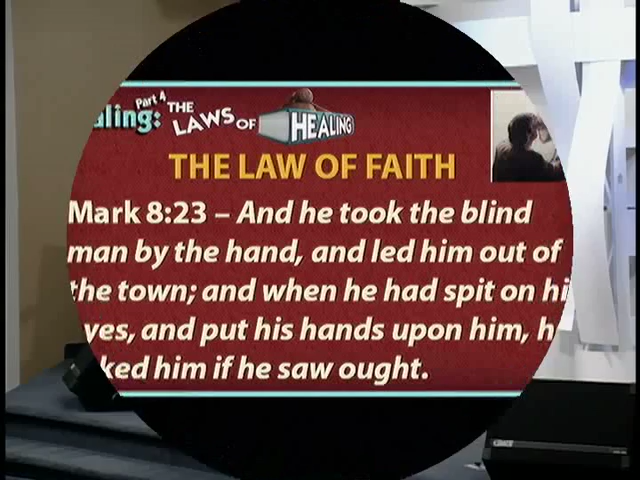 aling: Part 4 THE LAWS OF HEALING
THE LAW OF FAITH
Mark 8:23 – And he took the blind
man by the hand, and led him out of
the town; and when he had spit on hi
yes, and put his hands upon him, h
ked him if he saw ought.